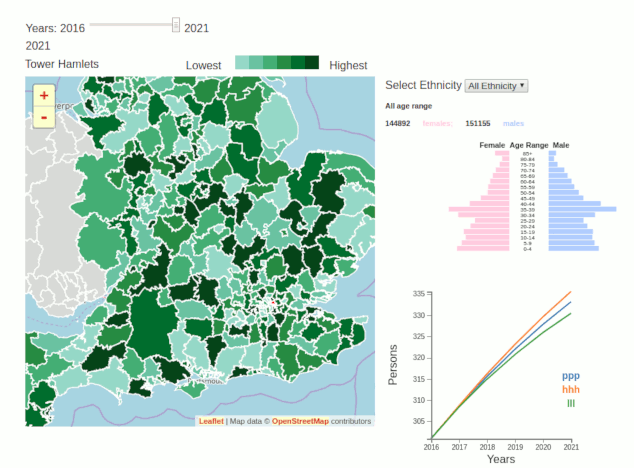 Years: 2016 2021
2021
Tower Hamlets Lowest Highest
+
-
Select Ethnicity All Ethnicity ▾
All age range
144892 females: 151155 males
Female Age Range Male
85+
80-84
75-79
70-74
65-69
60-64
55-59
50-54
45-49
40-44
35-39
30-34
25-29
20-24
15-19
10-14
5-9
0-4
Leaflet | Map data © OpenStreetMap contributors
335
330
325
320
315
310
305
Persons
ppp
hhh
lll
2016 2017 2018 2019 2020 2021
Years